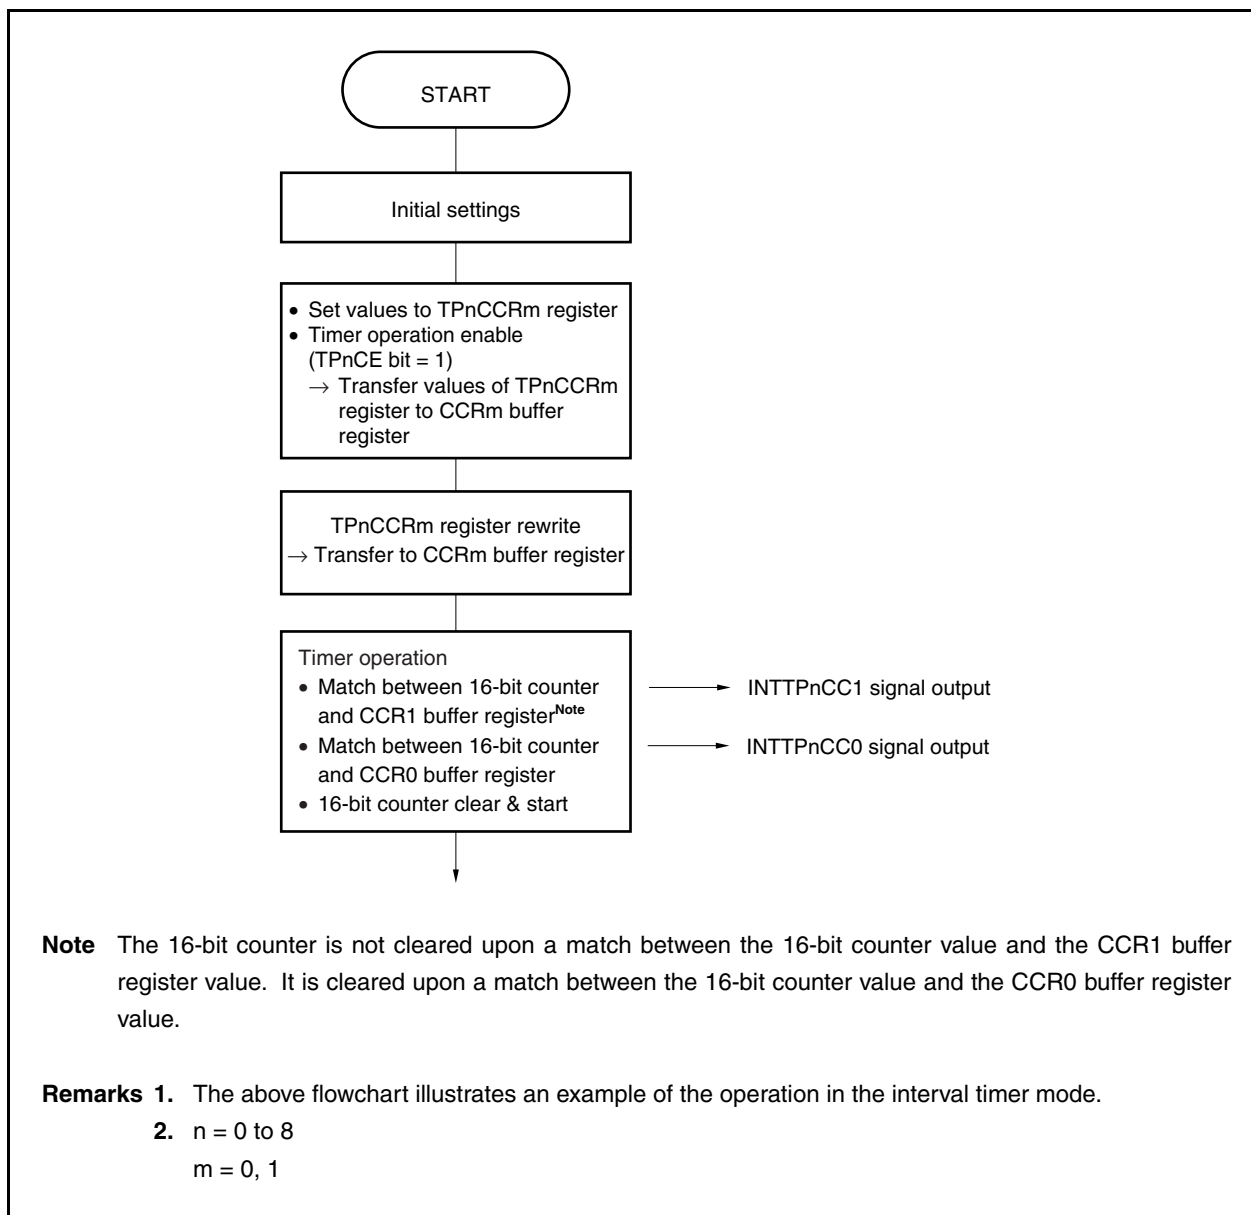 START
Initial settings
• Set values to TPnCCRm register
• Timer operation enable
(TPnCE bit = 1)
→ Transfer values of TPnCCRm
register to CCRm buffer
register
TPnCCRm register rewrite
→ Transfer to CCRm buffer register
Timer operation
• Match between 16-bit counter
and CCR1 buffer registerNote
• Match between 16-bit counter
and CCR0 buffer register
• 16-bit counter clear & start
INTTPnCC1 signal output
INTTPnCC0 signal output
Note The 16-bit counter is not cleared upon a match between the 16-bit counter value and the CCR1 buffer
register value. It is cleared upon a match between the 16-bit counter value and the CCR0 buffer register
value.
Remarks 1. The above flowchart illustrates an example of the operation in the interval timer mode.
2. n = 0 to 8
m = 0, 1